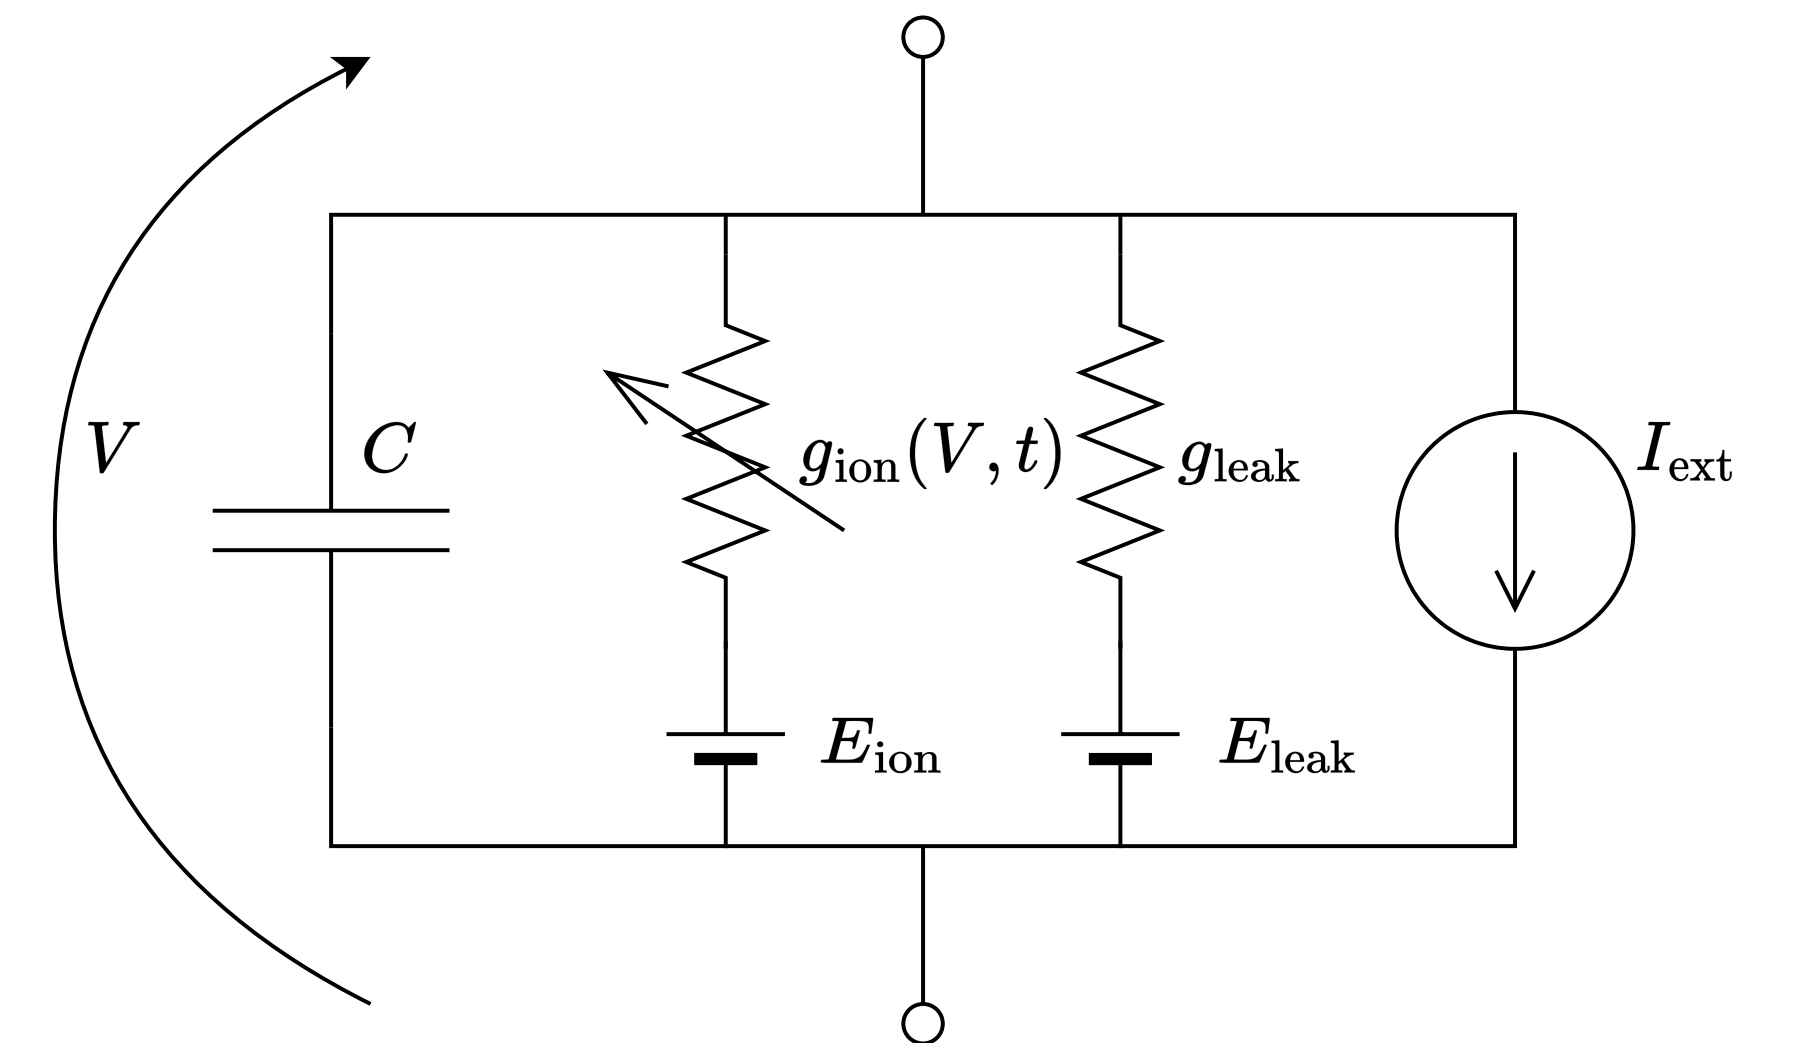 V
C
g_ion(V, t)
g_leak
I_ext
E_ion
E_leak